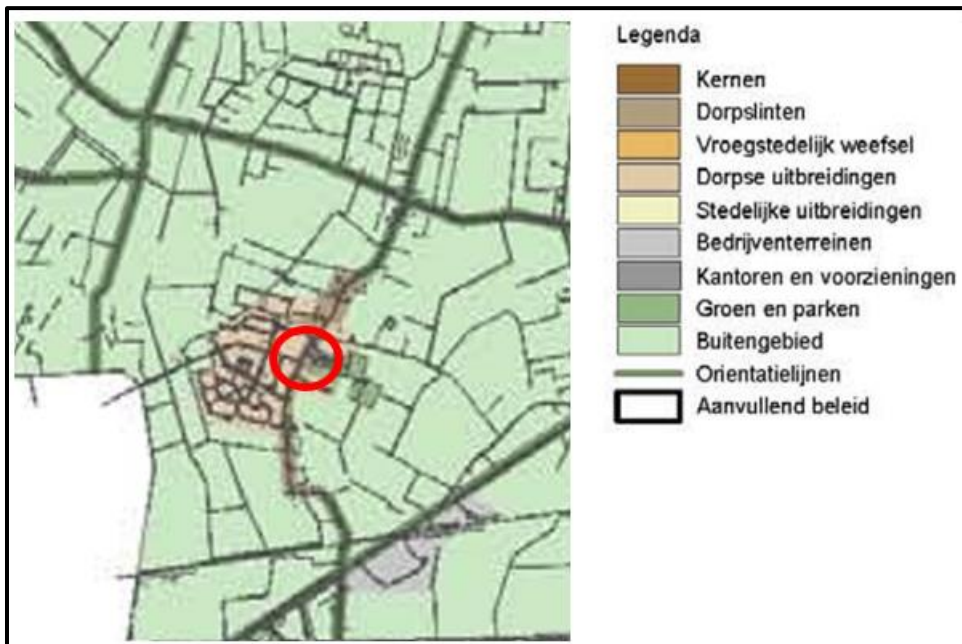 Legenda
Kernen
Dorpslinten
Vroegstedelijk weefsel
Dorpse uitbreidingen
Stedelijke uitbreidingen
Bedrijventerreinen
Kantoren en voorzieningen
Groen en parken
Buitengebied
Orientatielijnen
Aanvullend beleid